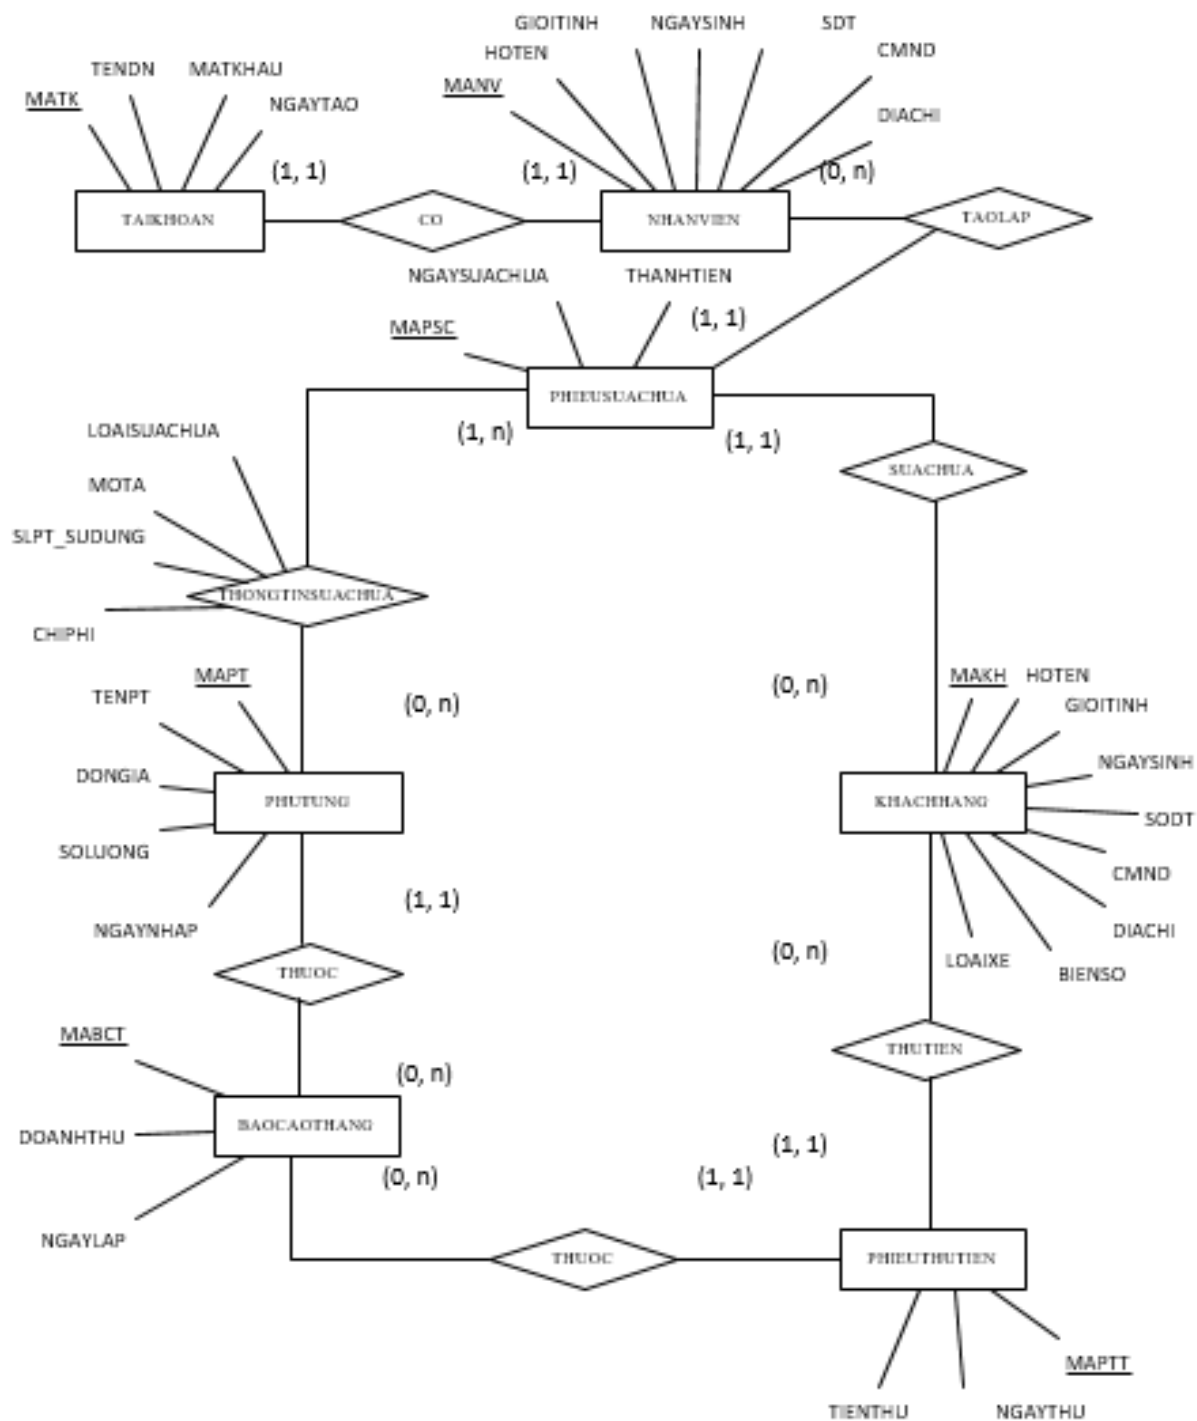 GIOITINH NGAYSINH SDT
HOTEN CMND
TENDN MATKHAU
MANV
MATK NGAYTAO
DIACHI
(1, 1) (1, 1) (0, n)
TAIKHOAN CO NHANVIEN TAOLAP
NGAYSUACHUA THANHTIEN
(1, 1)
MAPSC
PHIEUSUACHUA
LOAISUACHUA (1, n) (1, 1)
SUACHUA
MOTA
SLPT_SUDUNG
THONGTINSUACHUA
CHIPHI
MAPT (0, n) (0, n) MAKH HOTEN
TENPT GIOITINH
DONGIA NGAYSINH
PHUTUNG KHACHHANG
SODT
SOLUONG
CMND
(1, 1)
NGAYNHAP DIACHI
(0, n) LOAIXE
THUOC BIENSO
MABCT THUTIEN
(0, n)
DOANHTHU BAOCAOTHANG
(1, 1)
(0, n) (1, 1)
NGAYLAP
THUOC PHIEUTHUTIEN
MAPTT
TIENTHU NGAYTHU